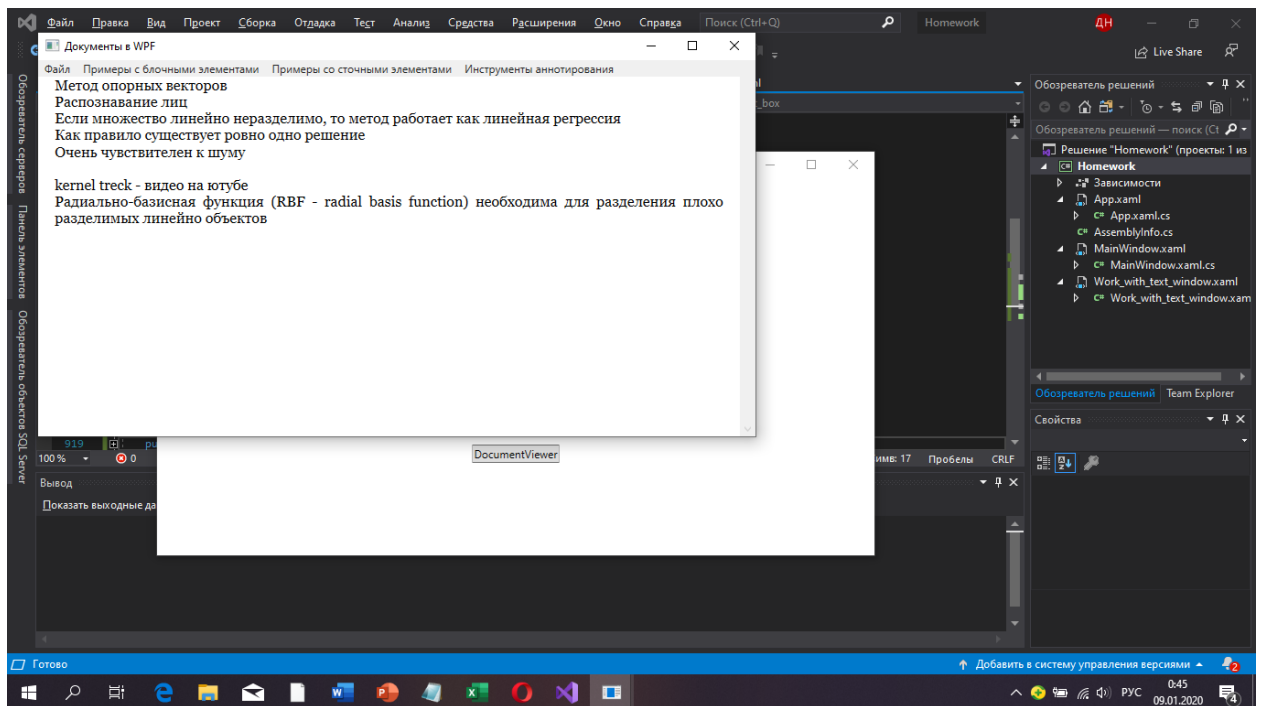 Файл Правка Вид Проект Сборка Отладка Тест Анализ Средства Расширения Окно Справка Поиск (Ctrl+Q) Homework ДН
Документы в WPF
Live Share
Файл Примеры с блочными элементами Примеры со сточными элементами Инструменты аннотирования
Метод опорных векторов
Распознавание лиц
Если множество линейно неразделимо, то метод работает как линейная регрессия
Как правило существует ровно одно решение
Очень чувствителен к шуму
kernel treck - видео на ютубе
Радиально-базисная функция (RBF - radial basis function) необходима для разделения плохо
разделимых линейно объектов
_box
Обозреватель серверов
Панель элементов
Обозреватель объектов SQL Server
Обозреватель решений
Обозреватель решений — поиск (Ct
Решение "Homework" (проекты: 1 из
Homework
Зависимости
App.xaml
App.xaml.cs
AssemblyInfo.cs
MainWindow.xaml
MainWindow.xaml.cs
Work_with_text_window.xaml
Work_with_text_window.xam
Обозреватель решений Team Explorer
Свойства
919 pu
DocumentViewer
100 % 0
имв: 17 Пробелы CRLF
Вывод
Показать выходные да
Готово
Добавить в систему управления версиями 2
РУС
0:45
09.01.2020
4